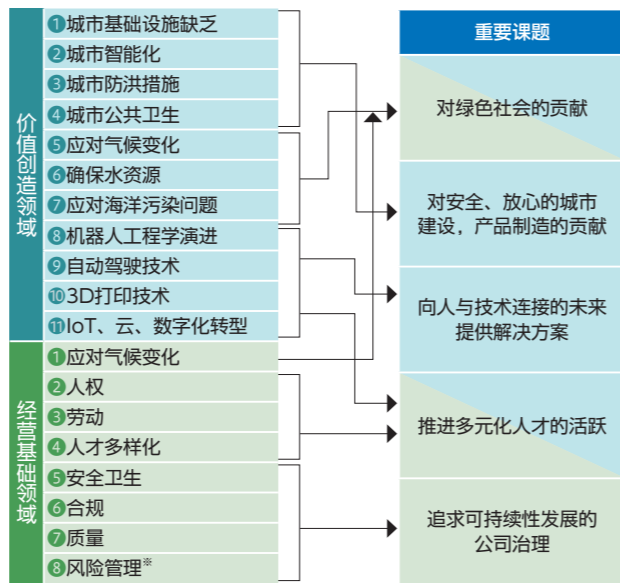 价值创造领域
❶城市基础设施缺乏
❷城市智能化
❸城市防洪措施
❹城市公共卫生
❺应对气候变化
❻确保水资源
❼应对海洋污染问题
❽机器人工程学演进
❾自动驾驶技术
❿3D打印技术
⓫IoT、云、数字化转型
经营基础领域
❶应对气候变化
❷人权
❸劳动
❹人才多样化
❺安全卫生
❻合规
❼质量
❽风险管理※
重要课题
对绿色社会的贡献
对安全、放心的城市
建设，产品制造的贡献
向人与技术连接的未来
提供解决方案
推进多元化人才的活跃
追求可持续性发展的
公司治理